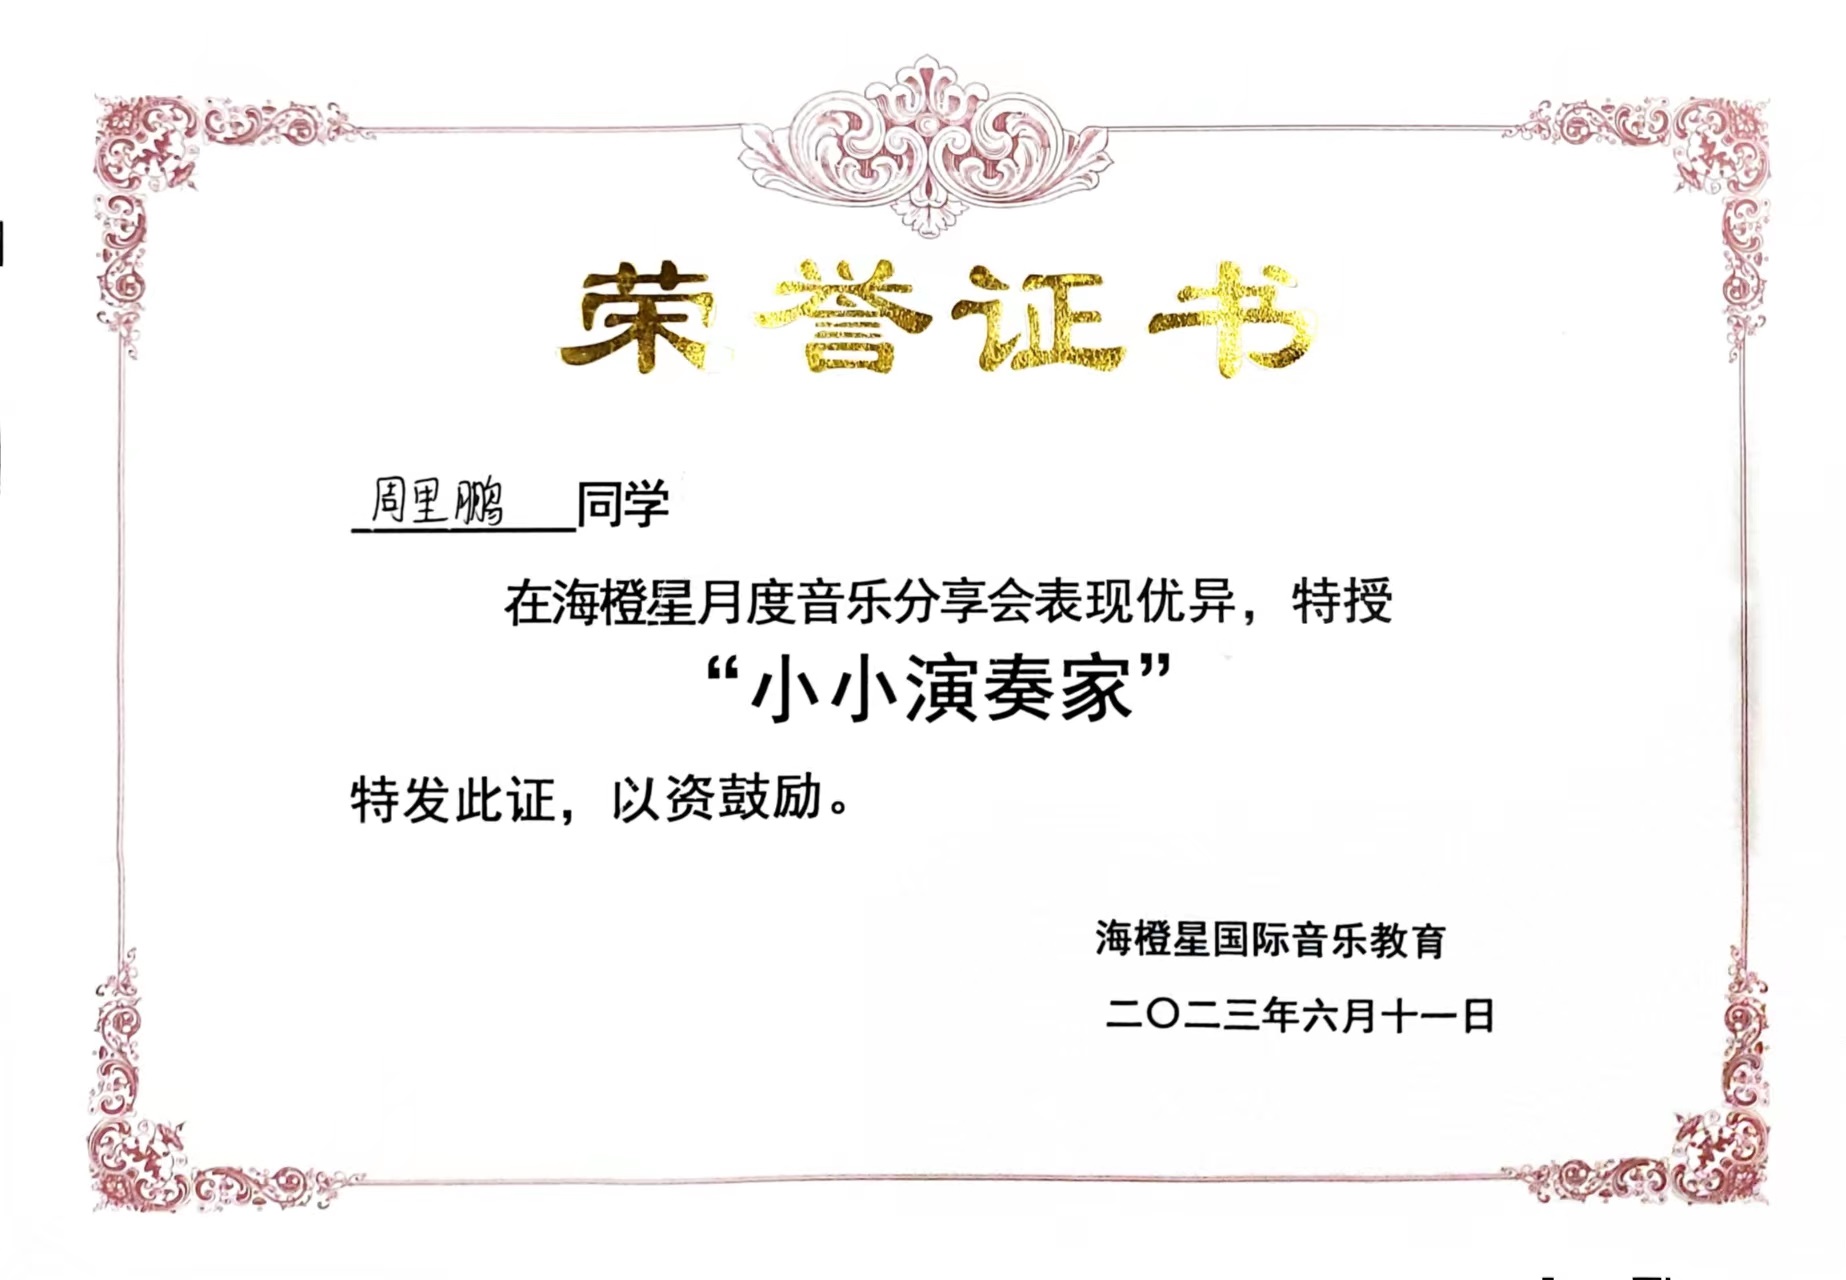 荣誉证书
周里鹏同学
在海橙星月度音乐分享会表现优异，特授
“小小演奏家”
特发此证，以资鼓励。
海橙星国际音乐教育
二〇二三年六月十一日